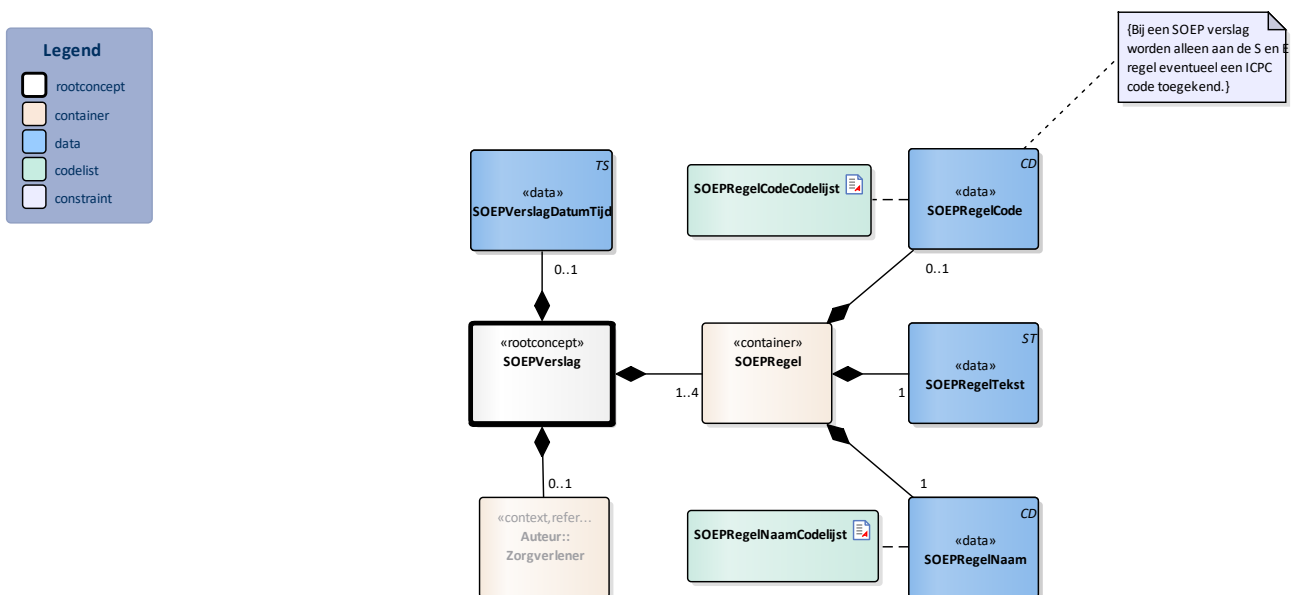 Legend
rootconcept
container
data
codelist
constraint
{Bij een SOEP verslag
worden alleen aan de S en E
regel eventueel een ICPC
code toegekend.}
TS
«data»
SOEPVerslagDatumTijd
0..1
SOEPRegelCodeCodelijst
CD
«data»
SOEPRegelCode
0..1
«rootconcept»
SOEPVerslag
1..4
«container»
SOEPRegel
ST
«data»
SOEPRegelTekst
1
0..1
«context,refer...
Auteur::
Zorgverlener
1
SOEPRegelNaamCodelijst
CD
«data»
SOEPRegelNaam